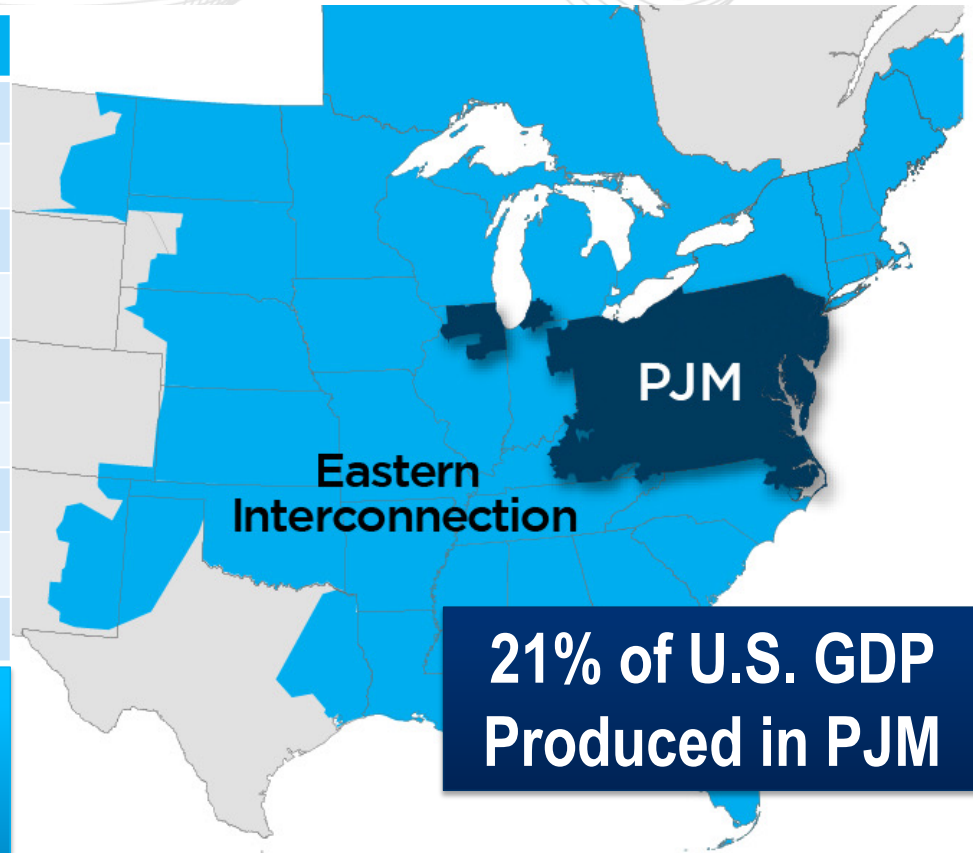 PJM
Eastern
Interconnection
21% of U.S. GDP
Produced in PJM